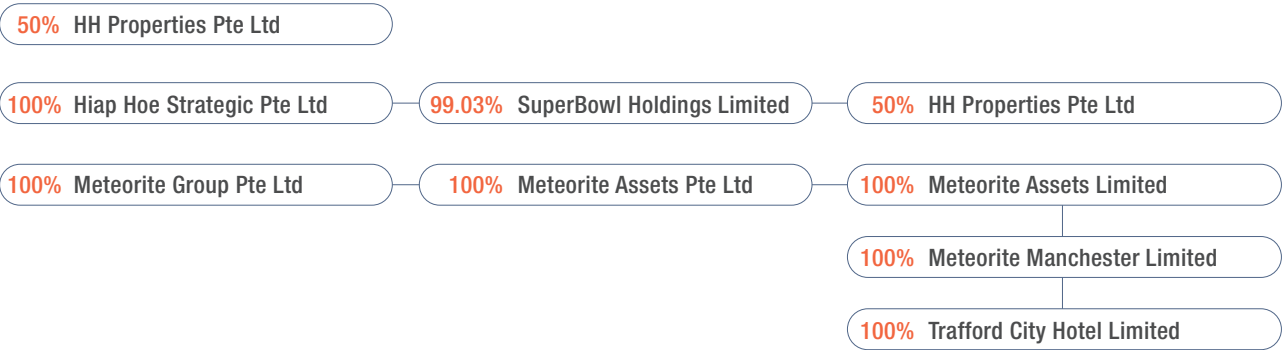 50% HH Properties Pte Ltd
100% Hiap Hoe Strategic Pte Ltd 99.03% SuperBowl Holdings Limited 50% HH Properties Pte Ltd
100% Meteorite Group Pte Ltd 100% Meteorite Assets Pte Ltd 100% Meteorite Assets Limited
100% Meteorite Manchester Limited
100% Trafford City Hotel Limited